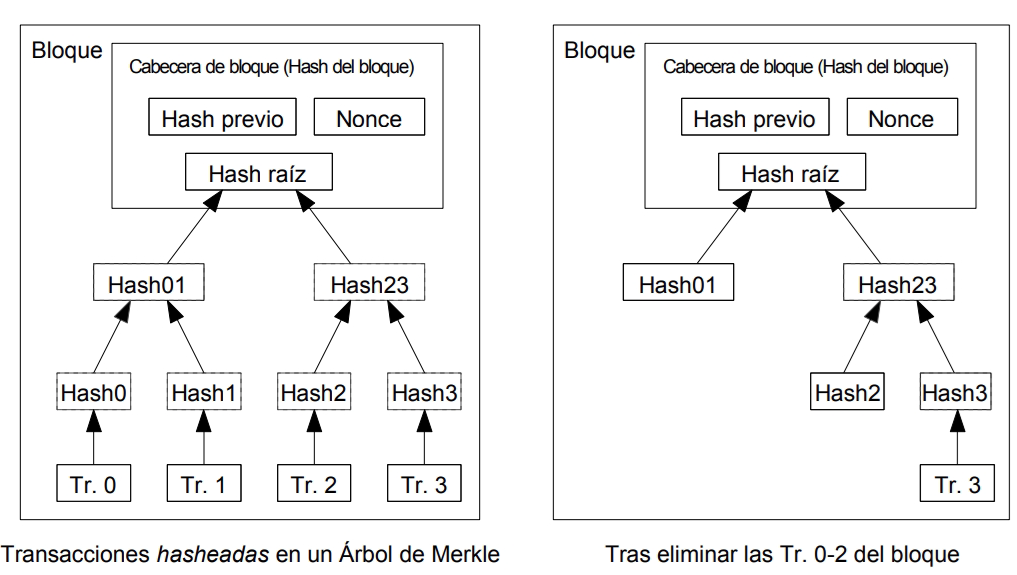 Bloque
Cabecera de bloque (Hash del bloque)
Hash previo
Nonce
Hash raíz
Hash01
Hash23
Hash0
Hash1
Hash2
Hash3
Tr. 0
Tr. 1
Tr. 2
Tr. 3
Transacciones hasheadas en un Árbol de Merkle
Bloque
Cabecera de bloque (Hash del bloque)
Hash previo
Nonce
Hash raíz
Hash01
Hash23
Hash2
Hash3
Tr. 3
Tras eliminar las Tr. 0-2 del bloque